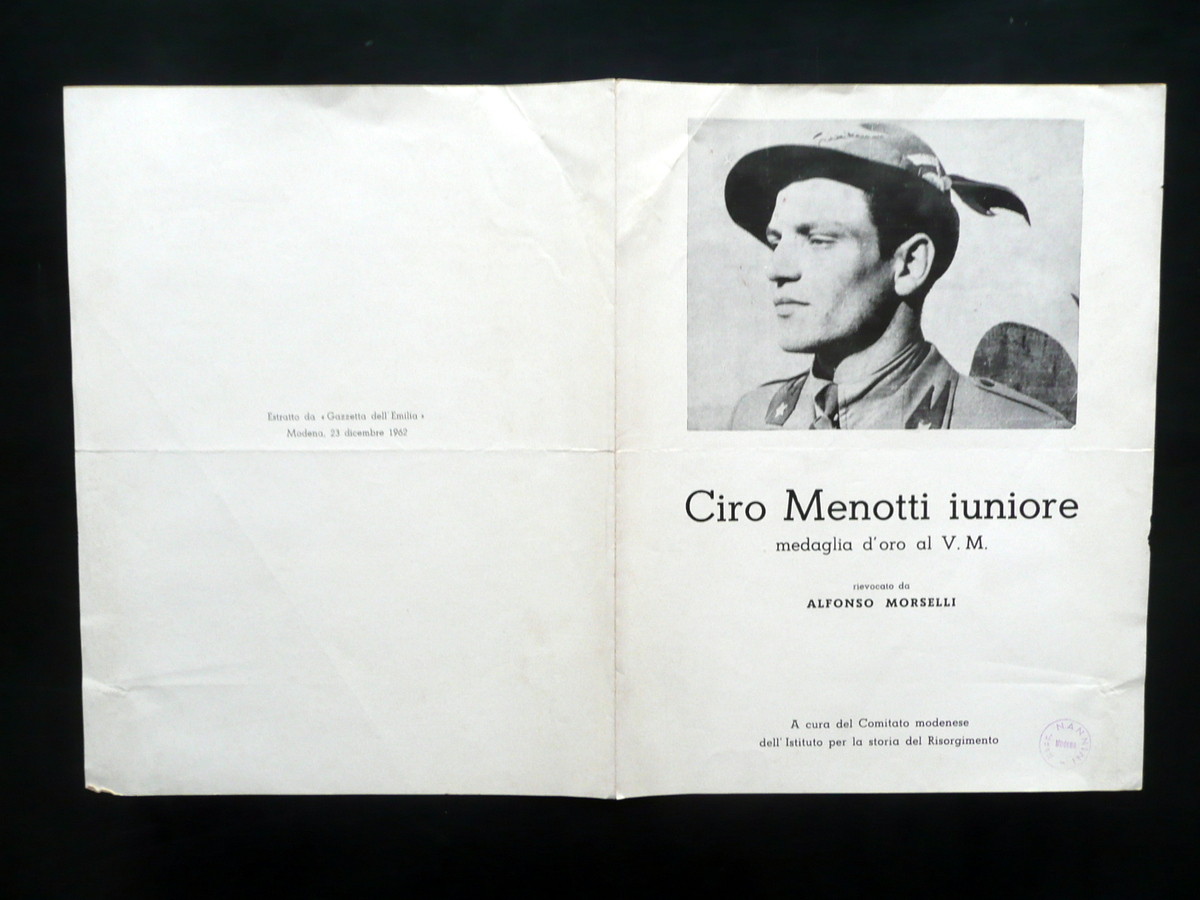 Estratto da « Gazzetta dell' Emilia »
Modena, 23 dicembre 1962
Ciro Menotti iuniore
medaglia d'oro al V. M.
rievocato da
ALFONSO MORSELLI
A cura del Comitato modenese
dell' Istituto per la storia del Risorgimento
NANNINI